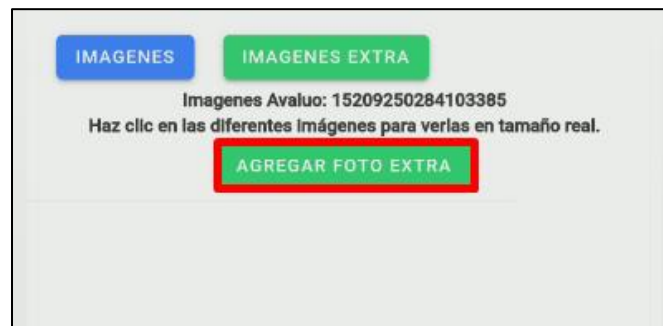 IMAGENES
IMAGENES EXTRA
Imagenes Avaluo: 15209250284103385
Haz clic en las diferentes imágenes para verlas en tamaño real.
AGREGAR FOTO EXTRA